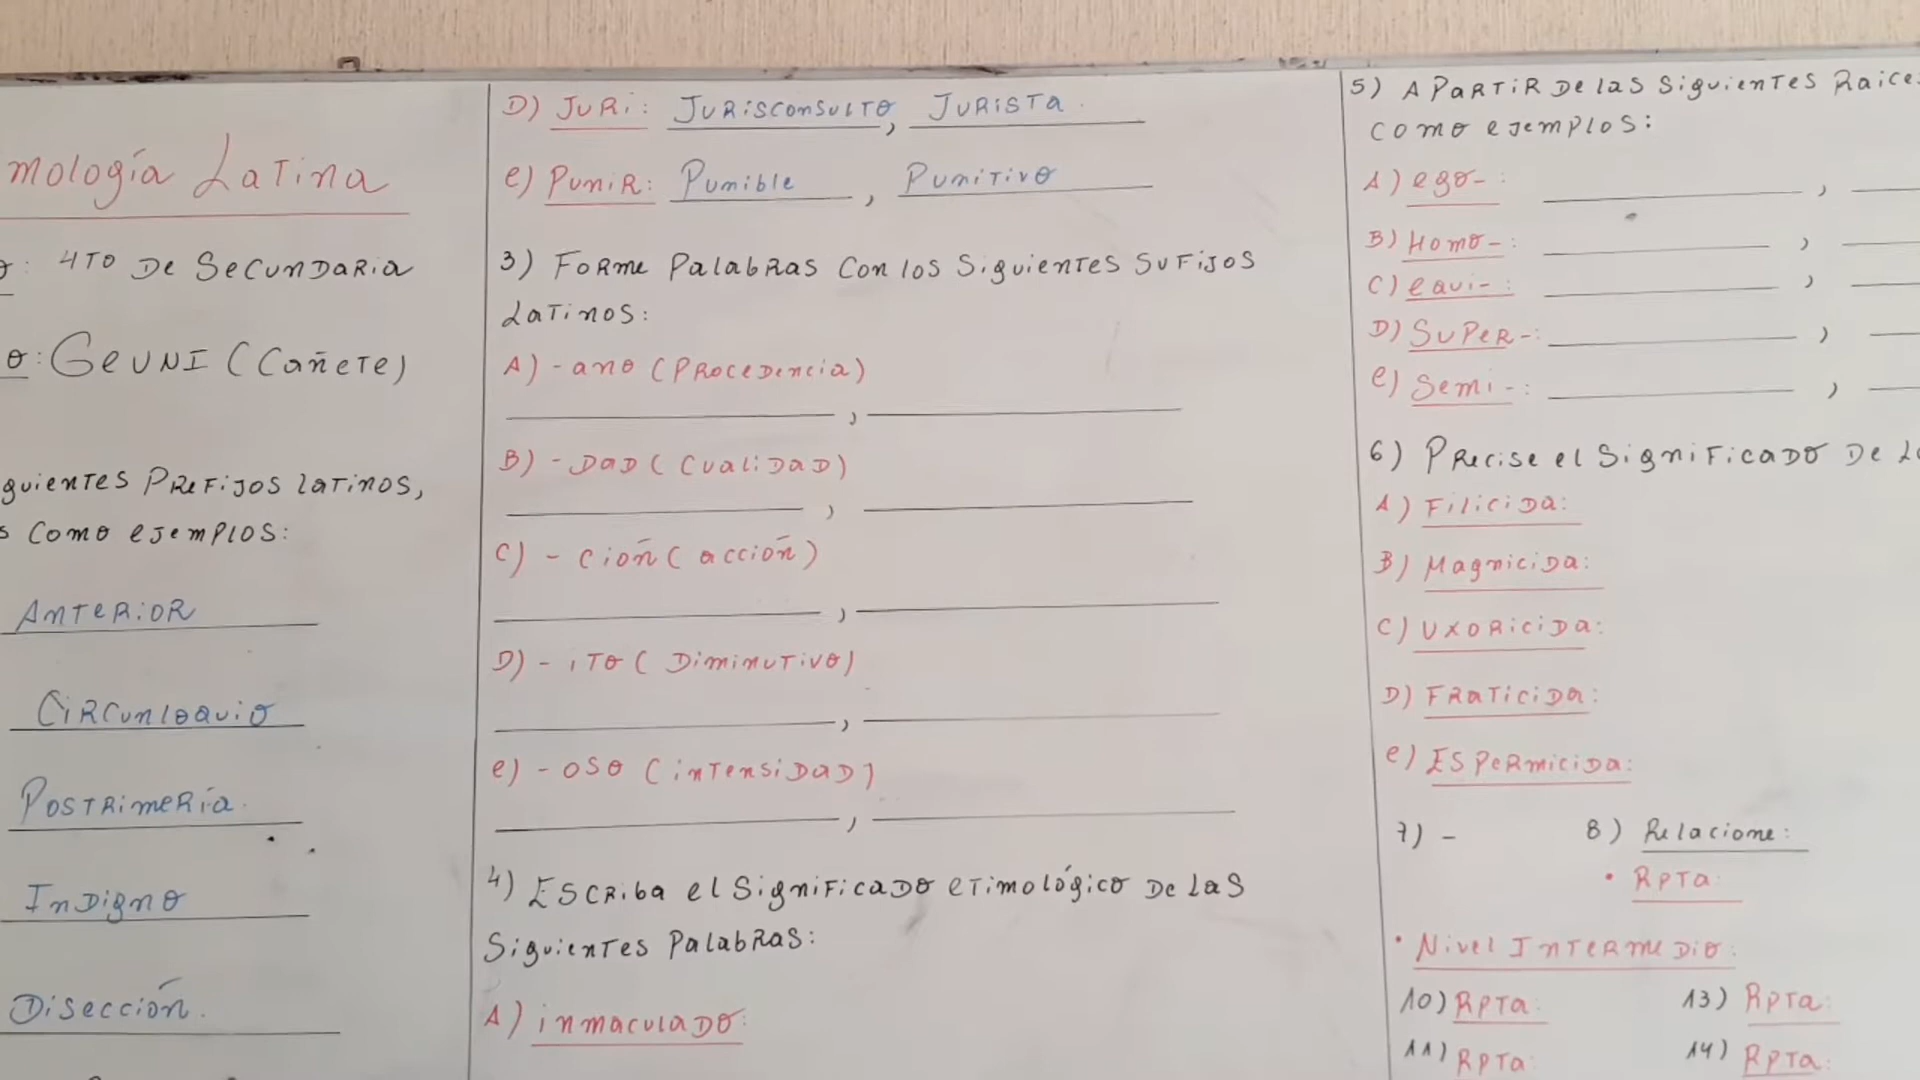 mología Latina
4TO De Secundaria
o: GeUNI (Cañete)
guientes Prefijos latinos,
s como ejemplos:
Anterior
Circunloquio
Postrimería.
Indigno
Disección.
D) Juri: Jurisconsulto, Jurista.
e) Punir: Punible, Punitivo
3) Forme Palabras con los siguientes sufijos
Latinos:
A) -ano (Procedencia)
B) -Dad (Cualidad)
C) -ción (acción)
D) -ito (Diminutivo)
e) -oso (intensidad)
4) Escriba el significado etimológico de las
siguientes Palabras:
A) inmaculado:
5) A Partir de las siguientes Raice
como ejemplos:
A) ego-:
B) Homo-:
C) equi-:
D) Super-:
e) Semi-:
6) Precise el significado de l
A) Filicida:
B) Magnicida:
C) Uxoricida:
D) Fraticida:
e) Espermicida:
7) - 8) Relacione:
• Rpta:
• Nivel Intermedio:
10) Rpta: 13) Rpta:
11) Rpta: 14) Rpta: